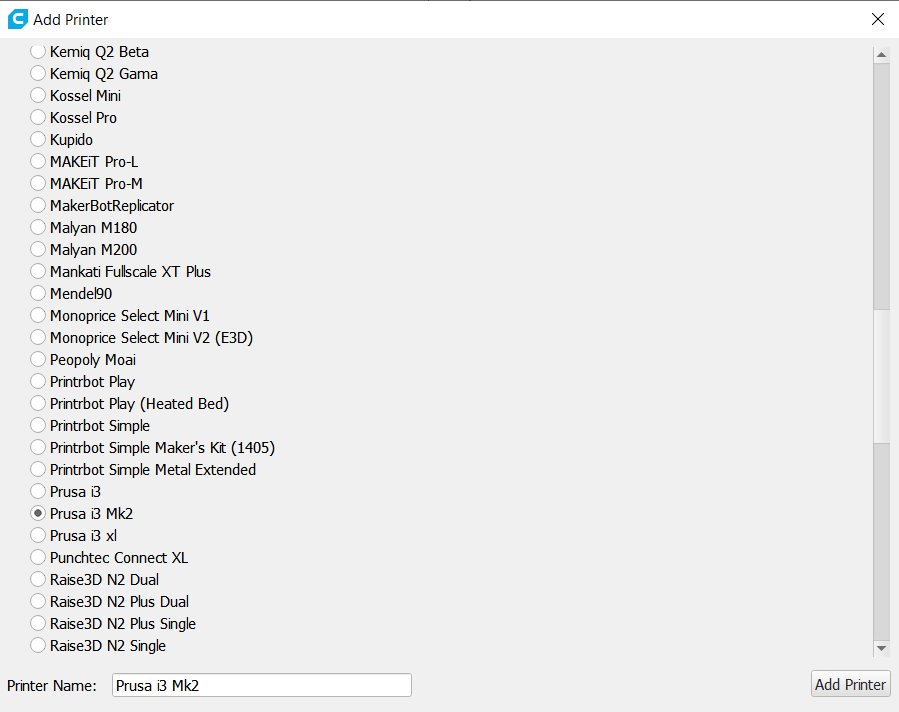 Add Printer
Kemiq Q2 Beta
Kemiq Q2 Gama
Kossel Mini
Kossel Pro
Kupido
MAKEiT Pro-L
MAKEiT Pro-M
MakerBotReplicator
Malyan M180
Malyan M200
Mankati Fullscale XT Plus
Mendel90
Monoprice Select Mini V1
Monoprice Select Mini V2 (E3D)
Peopoly Moai
Printrbot Play
Printrbot Play (Heated Bed)
Printrbot Simple
Printrbot Simple Maker's Kit (1405)
Printrbot Simple Metal Extended
Prusa i3
Prusa i3 Mk2
Prusa i3 xl
Punchtec Connect XL
Raise3D N2 Dual
Raise3D N2 Plus Dual
Raise3D N2 Plus Single
Raise3D N2 Single
Printer Name: Prusa i3 Mk2 Add Printer